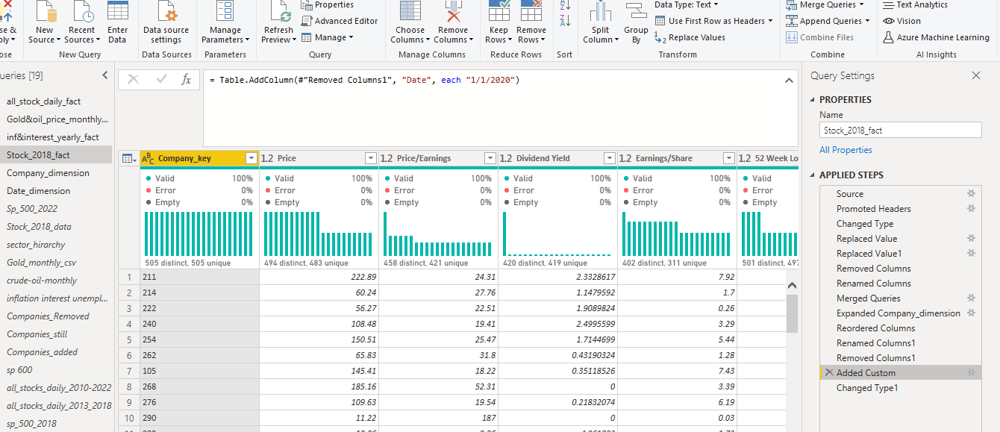 Properties
Advanced Editor
Manage
New Source
Recent Sources
Enter Data
New Query
Data source settings
Data Sources
Manage Parameters
Parameters
Refresh Preview
Query
Choose Columns
Remove Columns
Manage Columns
Keep Rows
Remove Rows
Reduce Rows
Sort
Split Column
Group By
Data Type: Text
Use First Row as Headers
Replace Values
Transform
Merge Queries
Append Queries
Combine Files
Combine
Text Analytics
Vision
Azure Machine Learning
AI Insights
ueries [19]
all_stock_daily_fact
Gold&oil_price_monthly...
inf&interest_yearly_fact
Stock_2018_fact
Company_dimension
Date_dimension
Sp_500_2022
Stock_2018_data
sector_hirarchy
Gold_monthly_csv
crude-oil-monthly
inflation interest unempl...
Companies_Removed
Companies_still
Companies_added
sp 600
all_stocks_daily_2010-2022
all_stocks_daily_2013_2018
sp_500_2018
fx
= Table.AddColumn(#"Removed Columns1", "Date", each "1/1/2020")
ABC Company_key
1.2 Price
1.2 Price/Earnings
1.2 Dividend Yield
1.2 Earnings/Share
1.2 52 Week Lo
Valid 100% Valid 100% Valid 100% Valid 100% Valid 100% Valid
Error 0% Error 0% Error 0% Error 0% Error 0% Error
Empty 0% Empty 0% Empty 0% Empty 0% Empty 0% Empty
505 distinct, 505 unique 494 distinct, 483 unique 458 distinct, 421 unique 420 distinct, 419 unique 402 distinct, 311 unique 501 distinct, 497
1 211 222.89 24.31 2.3328617 7.92
2 214 60.24 27.76 1.1479592 1.7
3 222 56.27 22.51 1.9089824 0.26
4 240 108.48 19.41 2.4995599 3.29
5 254 150.51 25.47 1.7144699 5.44
6 262 65.83 31.8 0.43190324 1.28
7 105 145.41 18.22 0.35118526 7.43
8 268 185.16 52.31 0 3.39
9 276 109.63 19.54 0.21832074 6.19
10 290 11.22 187 0 0.03
Query Settings
PROPERTIES
Name
Stock_2018_fact
All Properties
APPLIED STEPS
Source
Promoted Headers
Changed Type
Replaced Value
Replaced Value1
Removed Columns
Renamed Columns
Merged Queries
Expanded Company_dimension
Reordered Columns
Renamed Columns1
Removed Columns1
Added Custom
Changed Type1